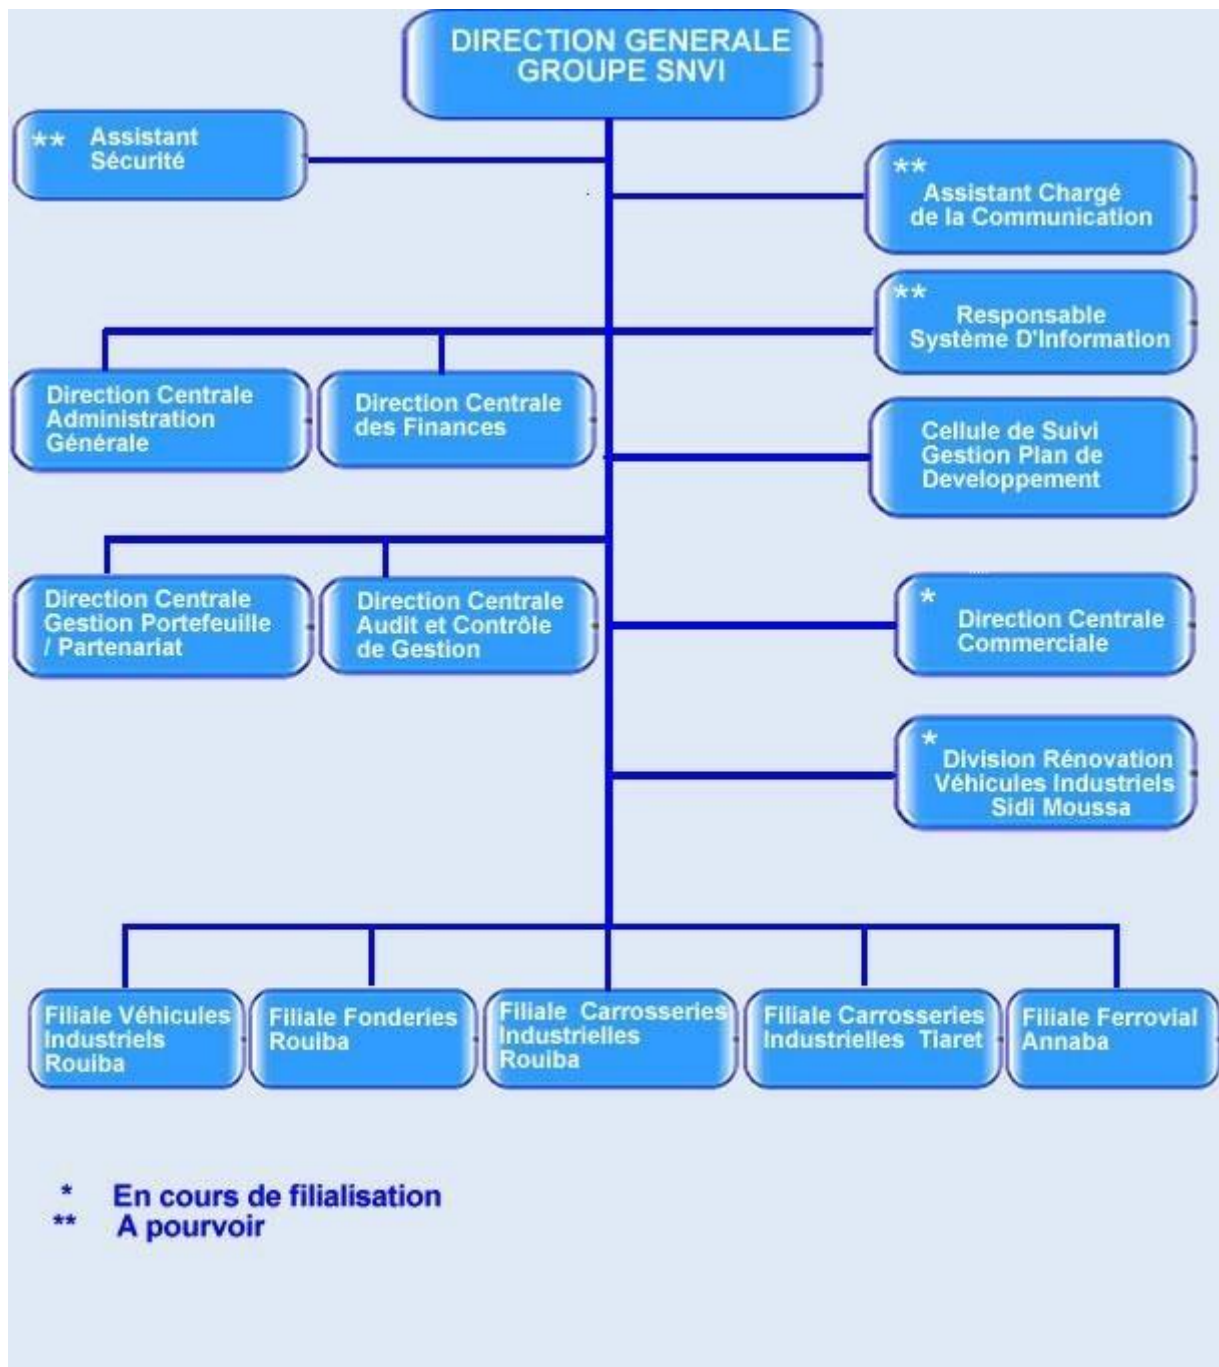 DIRECTION GENERALE
GROUPE SNVI
** Assistant
Sécurité
**
Assistant Chargé
de la Communication
**
Responsable
Système D'Information
Direction Centrale
Administration
Générale
Direction Centrale
des Finances
Cellule de Suivi
Gestion Plan de
Developpement
Direction Centrale
Gestion Portefeuille
/ Partenariat
Direction Centrale
Audit et Contrôle
de Gestion
*
Direction Centrale
Commerciale
*
Division Rénovation
Véhicules Industriels
Sidi Moussa
Filiale Véhicules
Industriels
Rouiba
Filiale Fonderies
Rouiba
Filiale Carrosseries
Industrielles
Rouiba
Filiale Carrosseries
Industrielles Tiaret
Filiale Ferrovial
Annaba
* En cours de filialisation
** A pourvoir